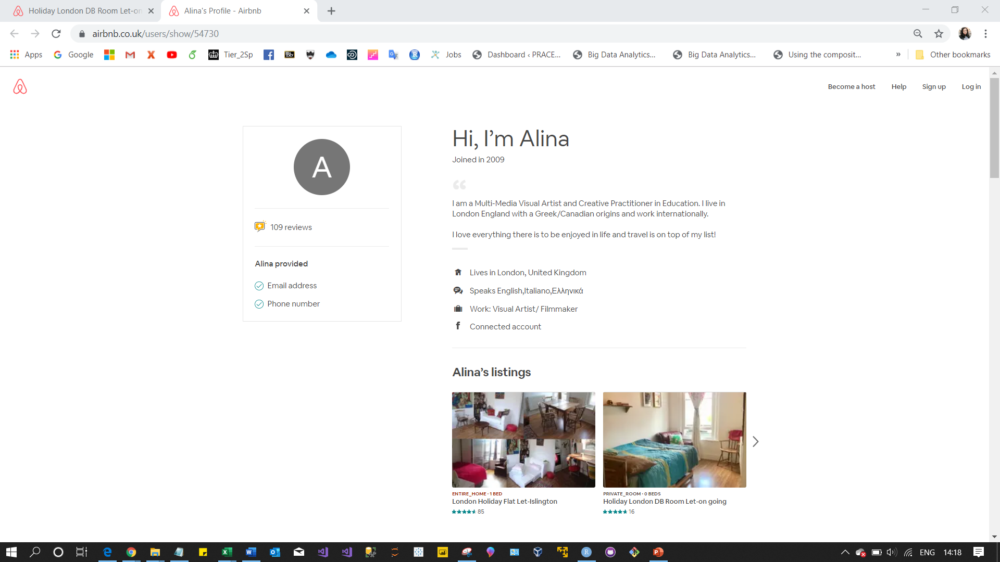 Holiday London DB Room Let-on
Alina's Profile - Airbnb
airbnb.co.uk/users/show/54730
Apps
Google
Bb
Tier_2Sp
Jobs
Dashboard ‹ PRACE...
Big Data Analytics...
Big Data Analytics...
Using the composit...
»
Other bookmarks
Become a host
Help
Sign up
Log in
A
109 reviews
Alina provided
Email address
Phone number
Hi, I’m Alina
Joined in 2009
“
I am a Multi-Media Visual Artist and Creative Practitioner in Education. I live in
London England with a Greek/Canadian origins and work internationally.
I love everything there is to be enjoyed in life and travel is on top of my list!
Lives in London, United Kingdom
Speaks English,Italiano,Ελληνικά
Work: Visual Artist/ Filmmaker
Connected account
Alina’s listings
ENTIRE_HOME · 1 BED
London Holiday Flat Let-Islington
85
PRIVATE_ROOM · 0 BEDS
Holiday London DB Room Let-on going
16
ENG
14:18